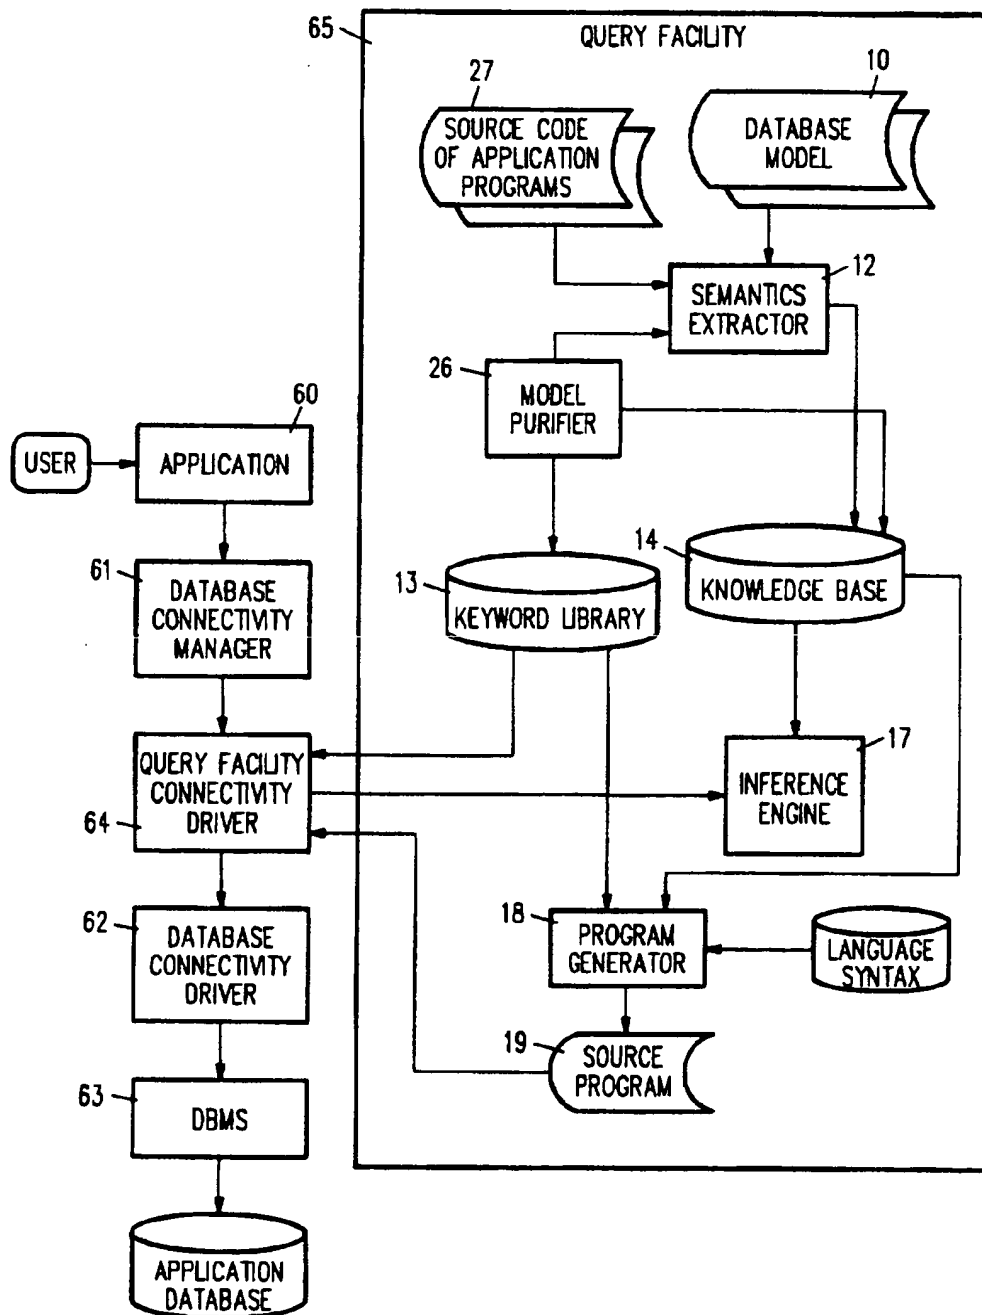 65
QUERY FACILITY
27
10
SOURCE CODE
OF APPLICATION
PROGRAMS
DATABASE
MODEL
12
SEMANTICS
EXTRACTOR
26
MODEL
PURIFIER
60
USER
APPLICATION
61
DATABASE
CONNECTIVITY
MANAGER
13
KEYWORD LIBRARY
14
KNOWLEDGE BASE
QUERY FACILITY
CONNECTIVITY
DRIVER
64
17
INFERENCE
ENGINE
62
DATABASE
CONNECTIVITY
DRIVER
18
PROGRAM
GENERATOR
LANGUAGE
SYNTAX
19
SOURCE
PROGRAM
63
DBMS
APPLICATION
DATABASE